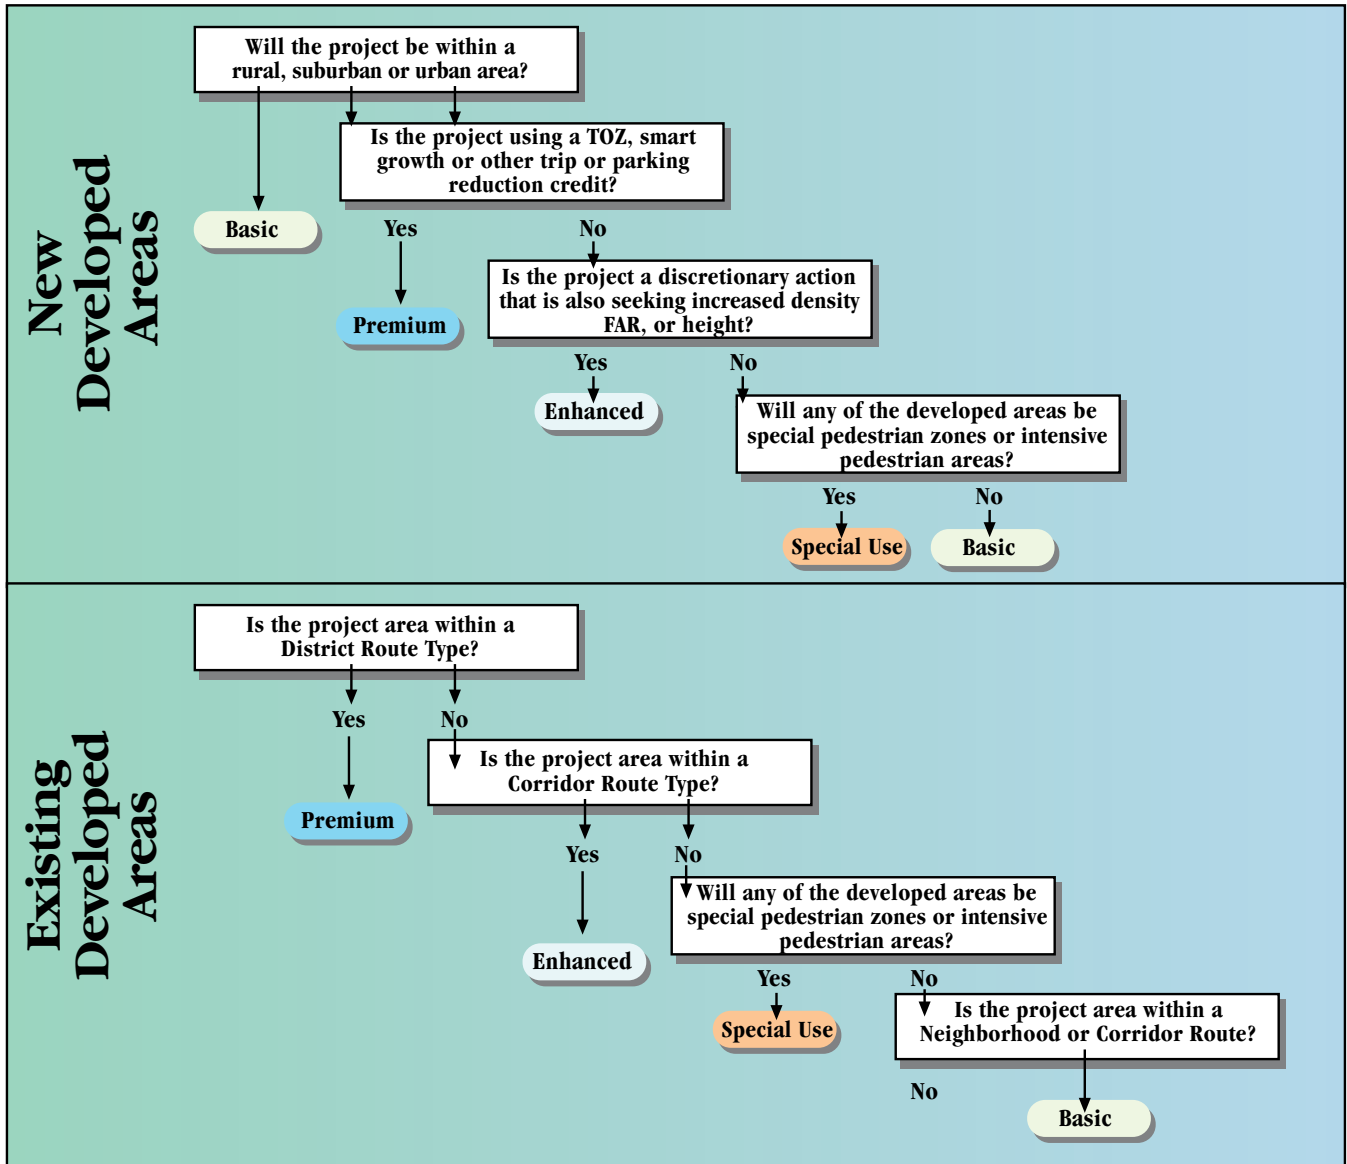 New
Developed
Areas
Will the project be within a
rural, suburban or urban area?
Is the project using a TOZ, smart
growth or other trip or parking
reduction credit?
Basic
Yes
No
Is the project a discretionary action
that is also seeking increased density
FAR, or height?
Premium
Yes
No
Enhanced
Will any of the developed areas be
special pedestrian zones or intensive
pedestrian areas?
Yes
No
Special Use
Basic
Existing
Developed
Areas
Is the project area within a
District Route Type?
Yes
No
Is the project area within a
Corridor Route Type?
Premium
Yes
No
Will any of the developed areas be
special pedestrian zones or intensive
pedestrian areas?
Enhanced
Yes
No
Special Use
Is the project area within a
Neighborhood or Corridor Route?
No
Basic